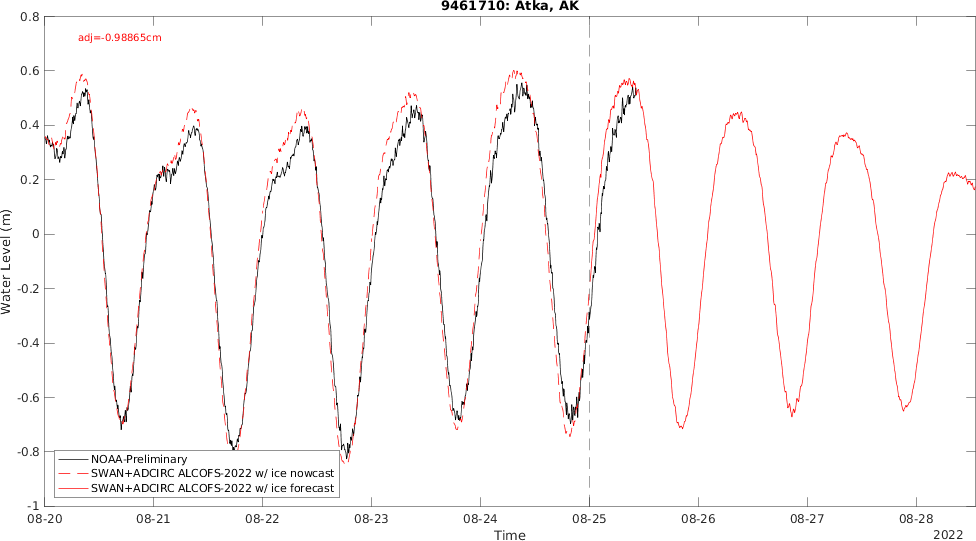 9461710: Atka, AK
adj=-0.98865cm
0.8
0.6
0.4
0.2
0
-0.2
-0.4
-0.6
-0.8
-1
Water Level (m)
NOAA-Preliminary
SWAN+ADCIRC ALCOFS-2022 w/ ice nowcast
SWAN+ADCIRC ALCOFS-2022 w/ ice forecast
08-20 08-21 08-22 08-23 08-24 08-25 08-26 08-27 08-28
Time
2022